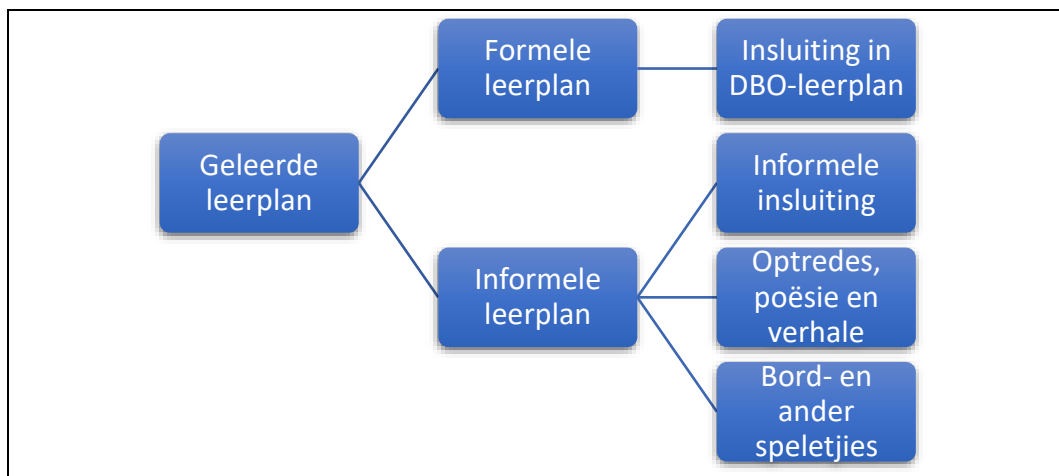 Geleerde
leerplan
Formele
leerplan
Insluiting in
DBO-leerplan
Informele
leerplan
Informele
insluiting
Optredes,
poësie en
verhale
Bord- en
ander
speletjies